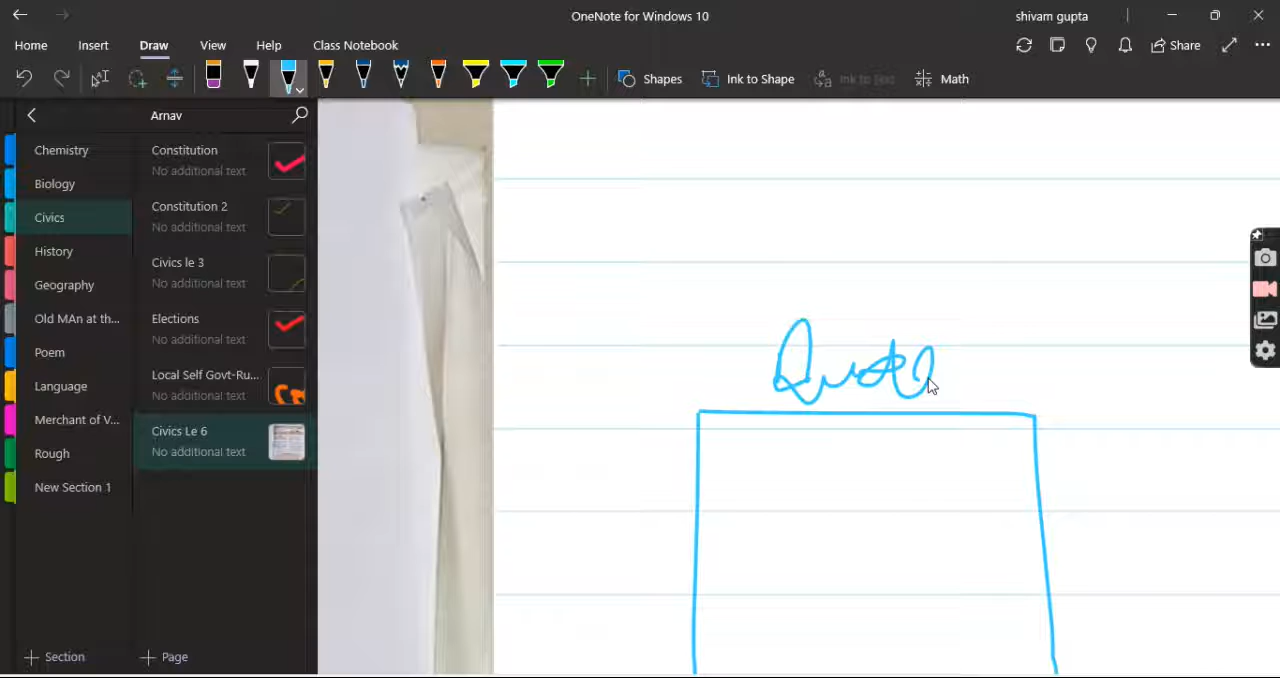 OneNote for Windows 10
shivam gupta
Home Insert Draw View Help Class Notebook
Share
Shapes Ink to Shape Ink to Text Math
Arnav
Chemistry
Biology
Civics
History
Geography
Old MAn at th...
Poem
Language
Merchant of V...
Rough
New Section 1
Constitution
No additional text
Constitution 2
No additional text
Civics le 3
No additional text
Elections
No additional text
Local Self Govt-Ru...
No additional text
Civics Le 6
No additional text
Section
Page